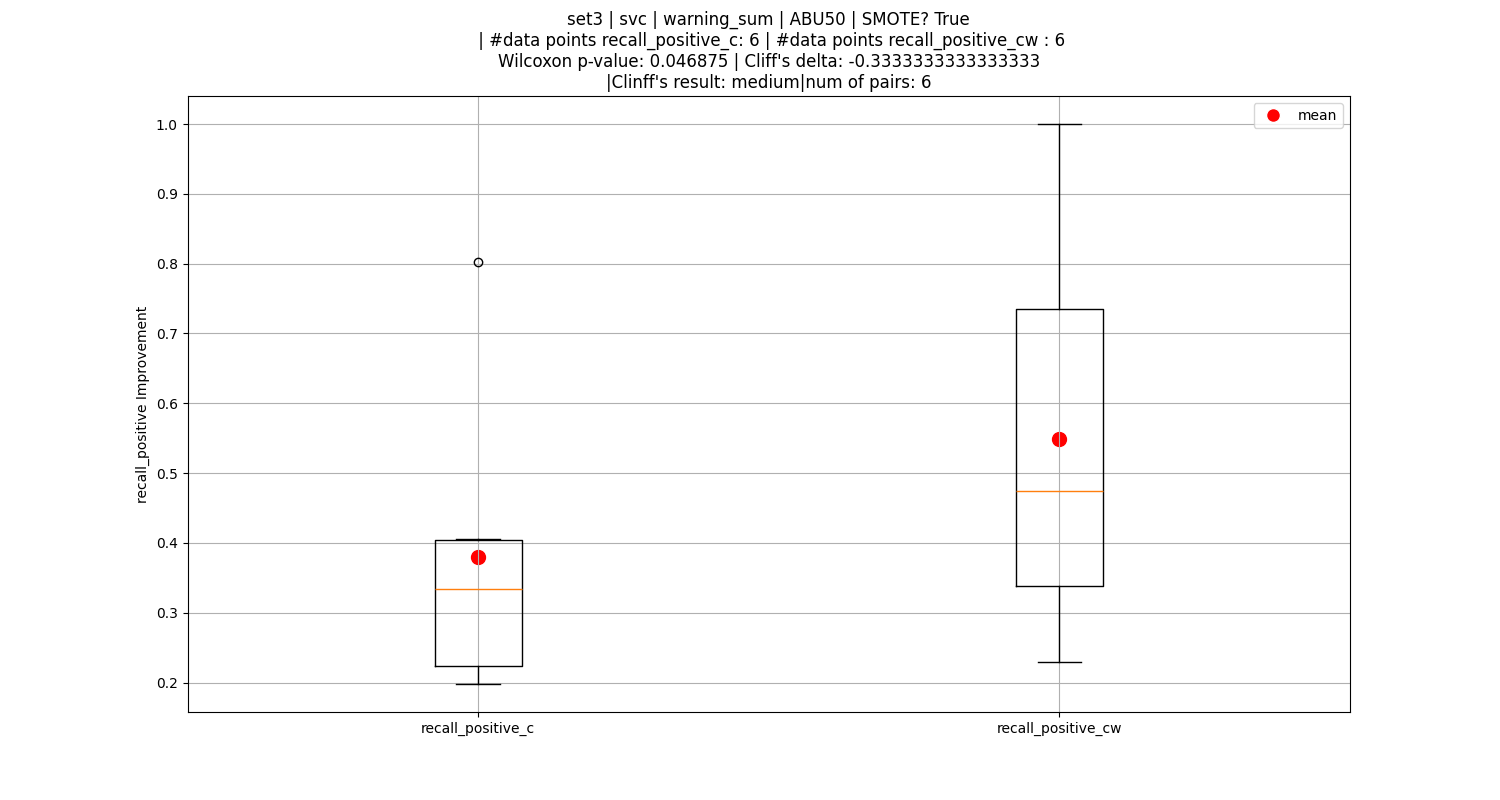 set3 | svc | warning_sum | ABU50 | SMOTE? True
| #data points recall_positive_c: 6 | #data points recall_positive_cw : 6
Wilcoxon p-value: 0.046875 | Cliff's delta: -0.3333333333333333
|Clinff's result: medium|num of pairs: 6
mean
1.0
0.9
0.8
0.7
0.6
0.5
0.4
0.3
0.2
recall_positive Improvement
recall_positive_c
recall_positive_cw